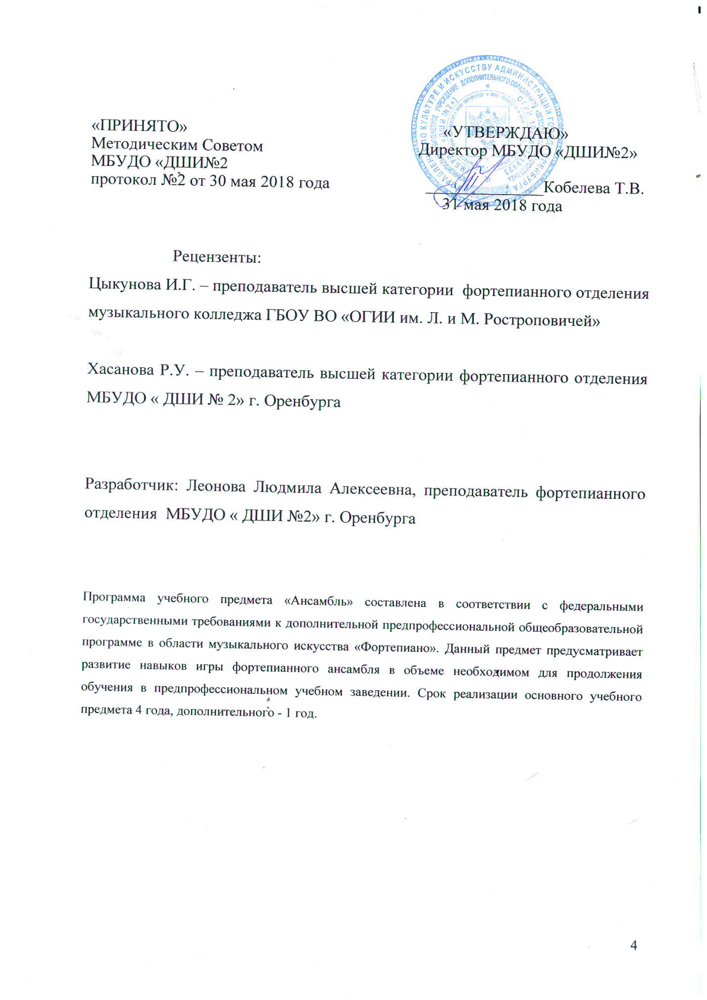 «ПРИНЯТО»
Методическим Советом
МБУДО «ДШИ№2
протокол №2 от 30 мая 2018 года
«УТВЕРЖДАЮ»
Директор МБУДО «ДШИ№2»
______________Кобелева Т.В.
31 мая 2018 года
ПО КУЛЬТУРЕ И ИСКУССТВУ АДМИНИСТРАЦИИ
БЮДЖЕТНОЕ УЧРЕЖДЕНИЕ ДОПОЛНИТЕЛЬНОГО ОБРАЗОВАНИЯ
Рецензенты:
Цыкунова И.Г. – преподаватель высшей категории фортепианного отделения
музыкального колледжа ГБОУ ВО «ОГИИ им. Л. и М. Ростроповичей»
Хасанова Р.У. – преподаватель высшей категории фортепианного отделения
МБУДО « ДШИ № 2» г. Оренбурга
Разработчик: Леонова Людмила Алексеевна, преподаватель фортепианного
отделения МБУДО « ДШИ №2» г. Оренбурга
Программа учебного предмета «Ансамбль» составлена в соответствии с федеральными
государственными требованиями к дополнительной предпрофессиональной общеобразовательной
программе в области музыкального искусства «Фортепиано». Данный предмет предусматривает
развитие навыков игры фортепианного ансамбля в объеме необходимом для продолжения
обучения в предпрофессиональном учебном заведении. Срок реализации основного учебного
предмета 4 года, дополнительного - 1 год.
4